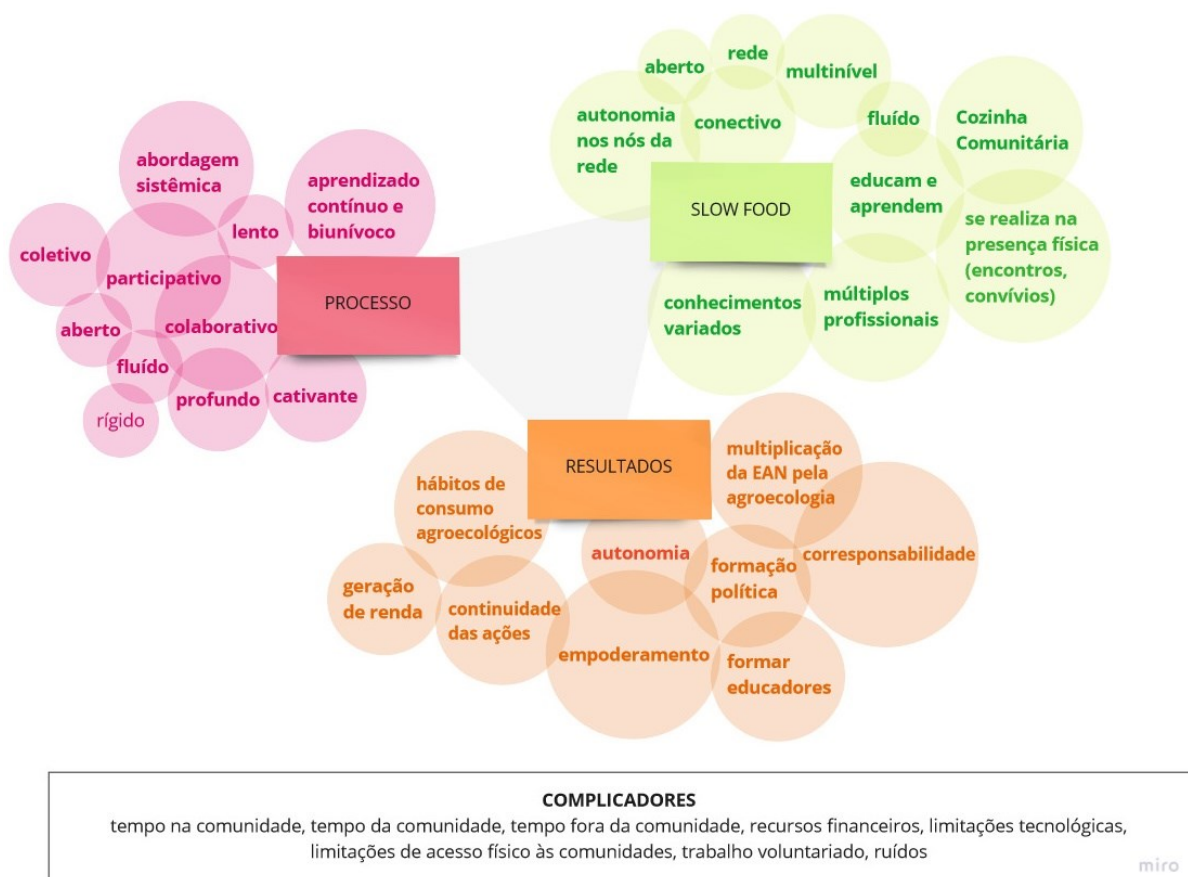 abordagem
sistêmica
aprendizado
contínuo e
biunívoco
lento
coletivo
participativo
aberto
colaborativo
fluído
profundo
cativante
rígido
PROCESSO
rede
aberto
multinível
autonomia
nos nós da
rede
conectivo
fluído
Cozinha
Comunitária
SLOW FOOD
educam e
aprendem
se realiza na
presença física
(encontros,
convívios)
conhecimentos
variados
múltiplos
profissionais
RESULTADOS
multiplicação
da EAN pela
agroecologia
hábitos de
consumo
agroecológicos
autonomia
formação
política
corresponsabilidade
geração
de renda
continuidade
das ações
empoderamento
formar
educadores
COMPLICADORES
tempo na comunidade, tempo da comunidade, tempo fora da comunidade, recursos financeiros, limitações tecnológicas,
limitações de acesso físico às comunidades, trabalho voluntariado, ruídos
miro